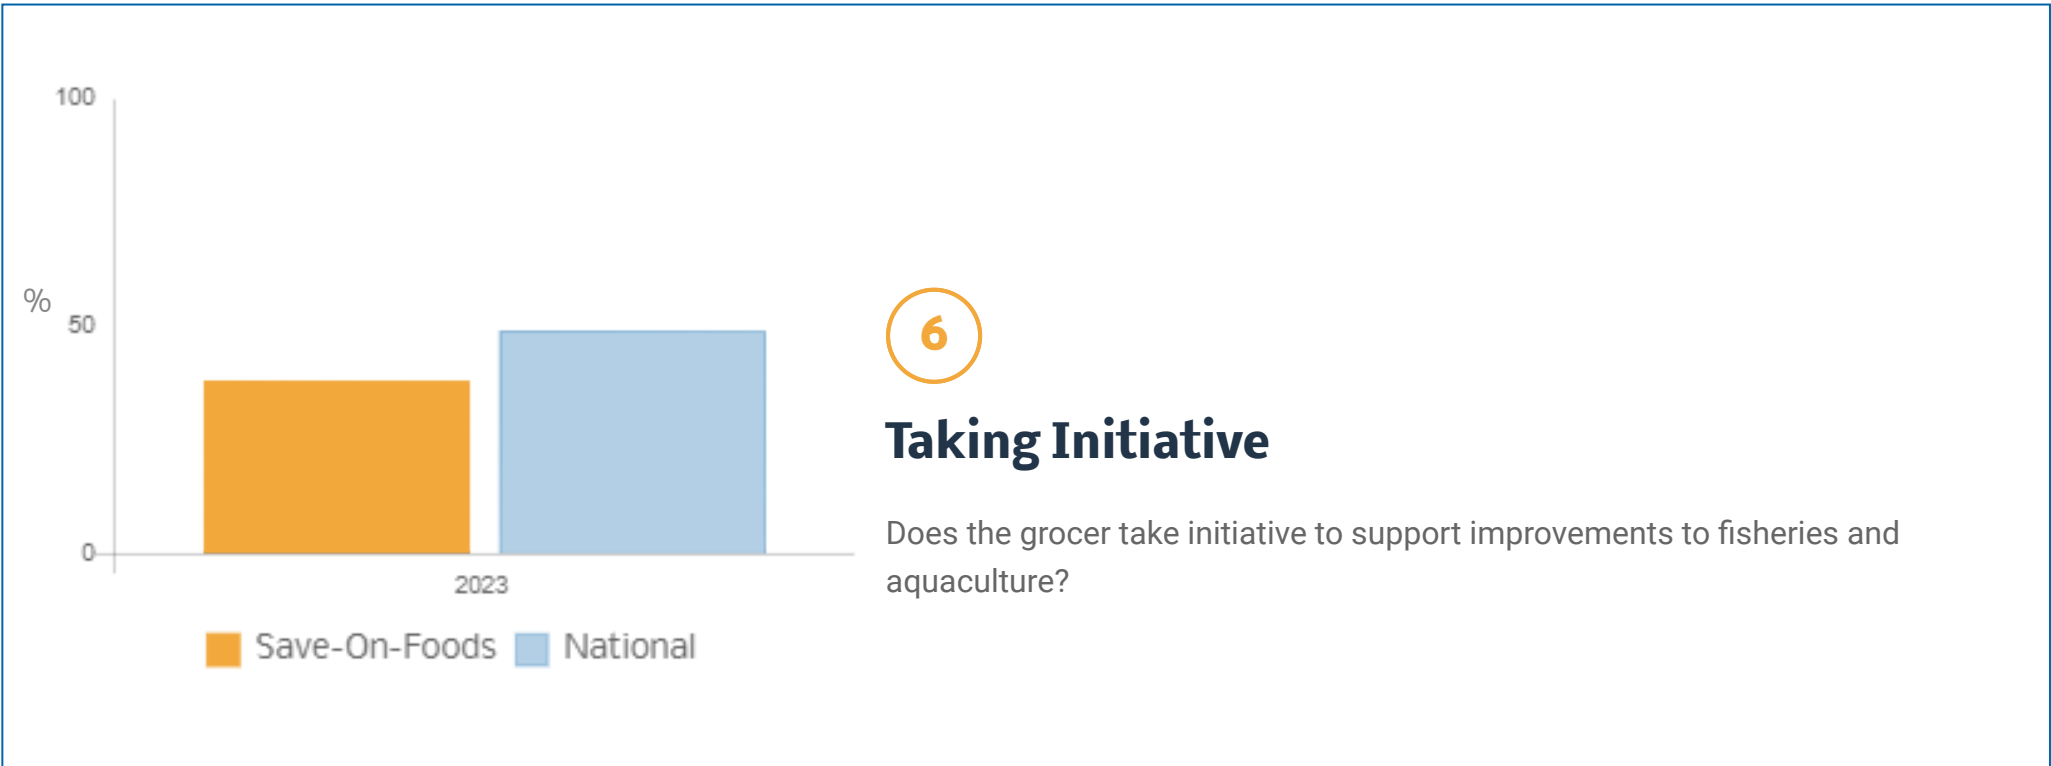 100
%
50
0
2023
Save-On-Foods National
6
Taking Initiative
Does the grocer take initiative to support improvements to fisheries and
aquaculture?